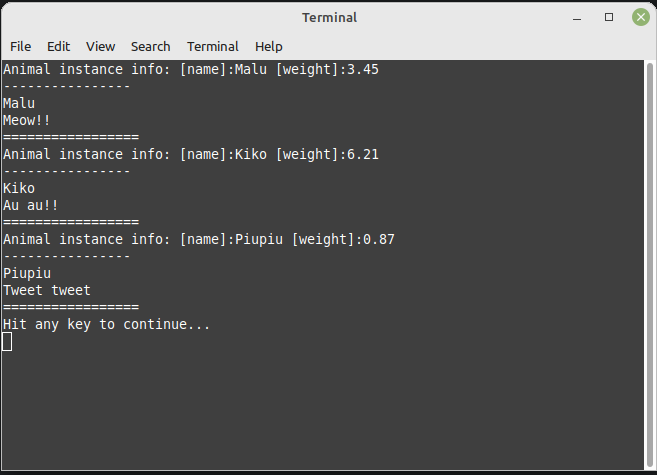 Terminal
File Edit View Search Terminal Help
Animal instance info: [name]:Malu [weight]:3.45
----------------
Malu
Meow!!
=================
Animal instance info: [name]:Kiko [weight]:6.21
----------------
Kiko
Au au!!
=================
Animal instance info: [name]:Piupiu [weight]:0.87
----------------
Piupiu
Tweet tweet
=================
Hit any key to continue...